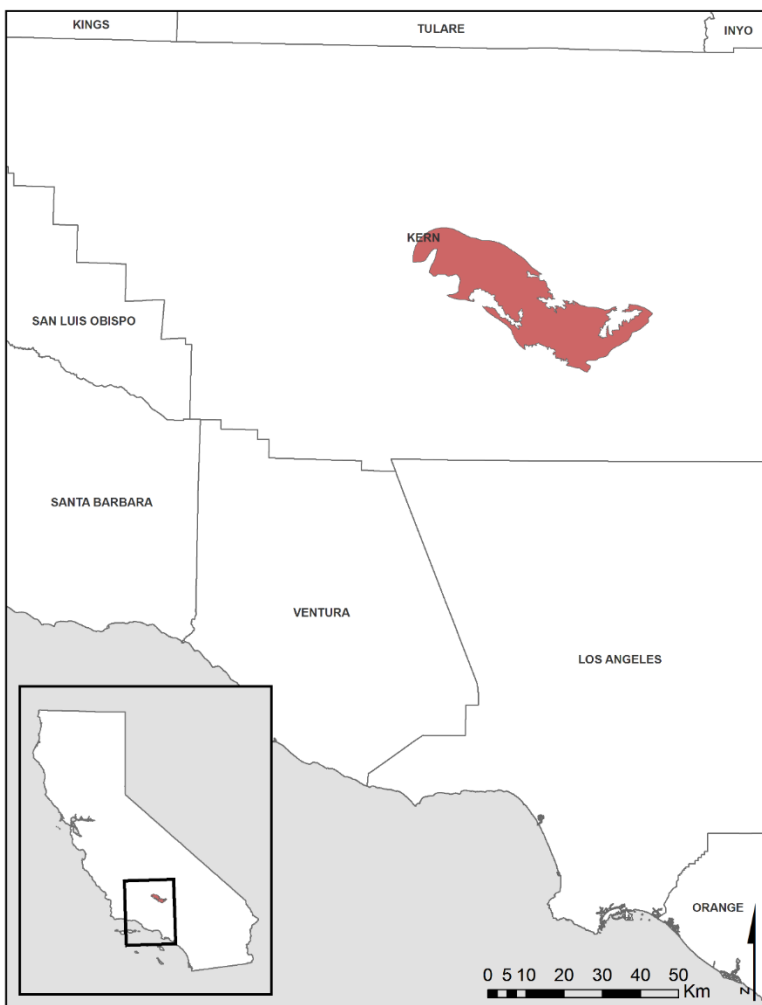 KINGS
TULARE
INYO
KERN
SAN LUIS OBISPO
SANTA BARBARA
VENTURA
LOS ANGELES
ORANGE
0 5 10 20 30 40 50
Km
N